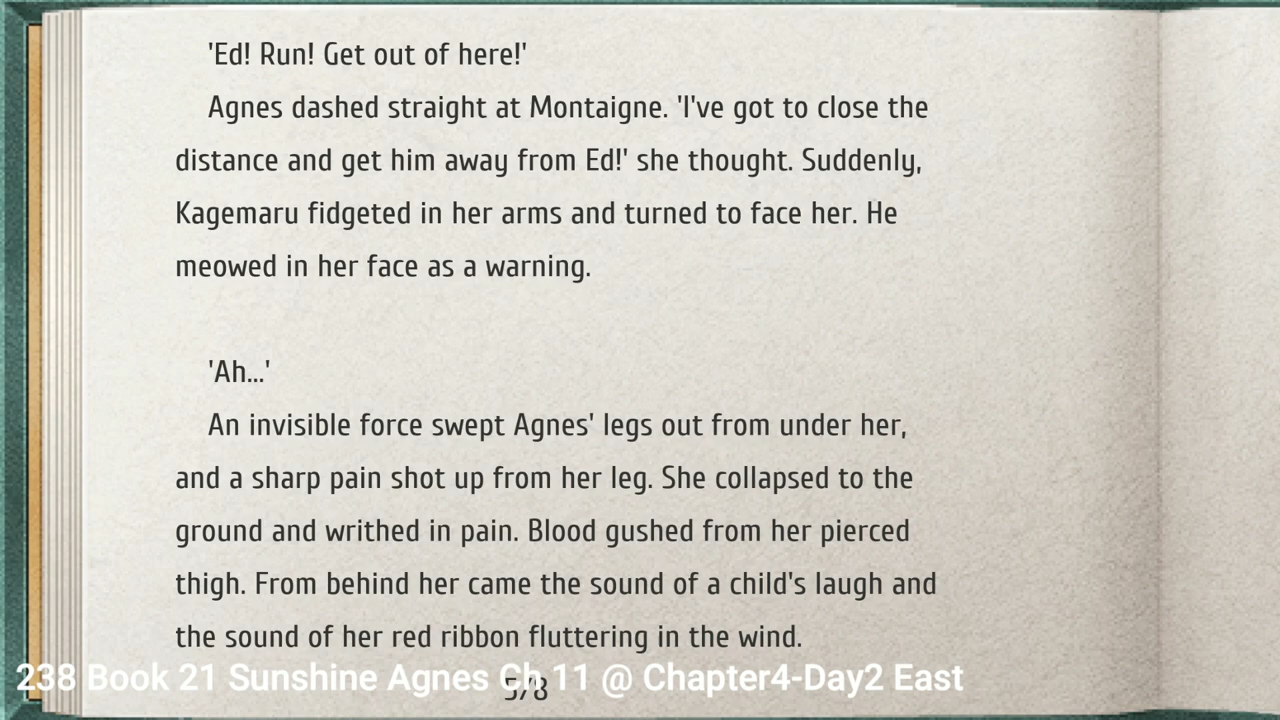 'Ed! Run! Get out of here!'
Agnes dashed straight at Montaigne. 'I've got to close the
distance and get him away from Ed!' she thought. Suddenly,
Kagemaru fidgeted in her arms and turned to face her. He
meowed in her face as a warning.
'Ah...'
An invisible force swept Agnes' legs out from under her,
and a sharp pain shot up from her leg. She collapsed to the
ground and writhed in pain. Blood gushed from her pierced
thigh. From behind her came the sound of a child's laugh and
the sound of her red ribbon fluttering in the wind.
238 Book 21 Sunshine Agnes Ch 11 @ Chapter4-Day2 East
5/8